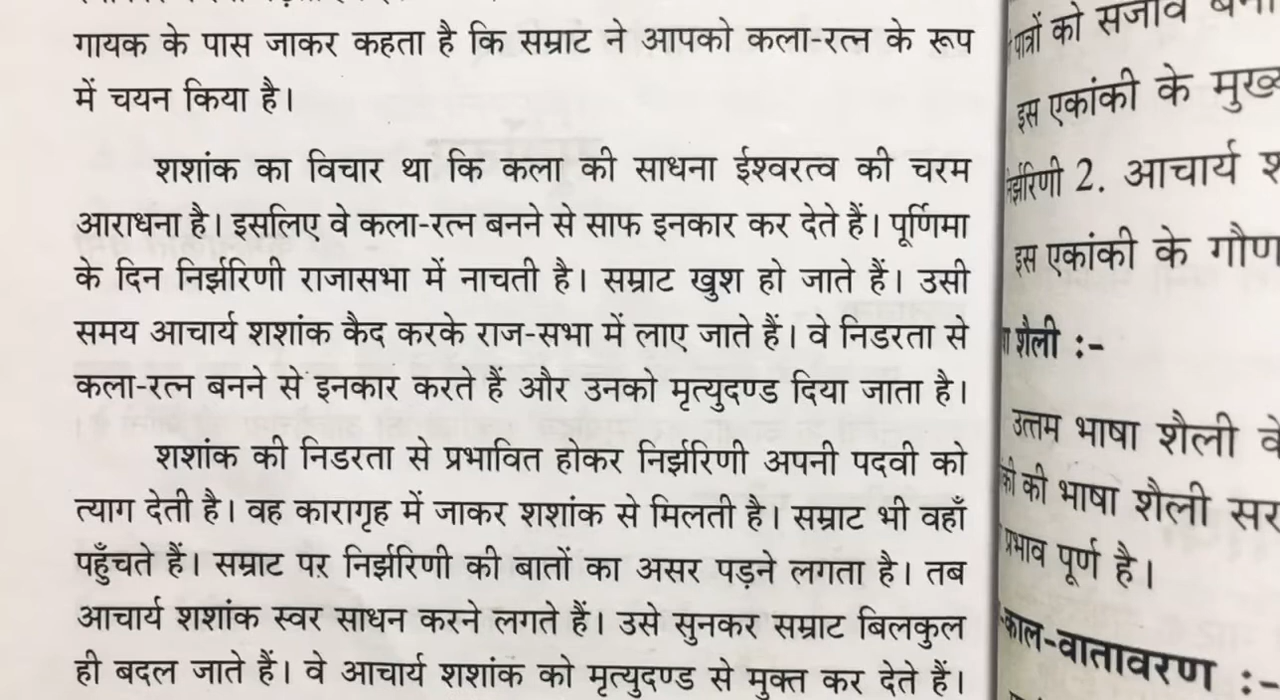 गायक के पास जाकर कहता है कि सम्राट ने आपको कला-रत्न के रूप
में चयन किया है।
शशांक का विचार था कि कला की साधना ईश्वरत्व की चरम
आराधना है। इसलिए वे कला-रत्न बनने से साफ इनकार कर देते हैं। पूर्णिमा
के दिन निर्झरिणी राजासभा में नाचती है। सम्राट खुश हो जाते हैं। उसी
समय आचार्य शशांक कैद करके राज-सभा में लाए जाते हैं। वे निडरता से
कला-रत्न बनने से इनकार करते हैं और उनको मृत्युदण्ड दिया जाता है।
शशांक की निडरता से प्रभावित होकर निर्झरिणी अपनी पदवी को
त्याग देती है। वह कारागृह में जाकर शशांक से मिलती है। सम्राट भी वहाँ
पहुँचते हैं। सम्राट पर निर्झरिणी की बातों का असर पड़ने लगता है। तब
आचार्य शशांक स्वर साधन करने लगते हैं। उसे सुनकर सम्राट बिलकुल
ही बदल जाते हैं। वे आचार्य शशांक को मृत्युदण्ड से मुक्त कर देते हैं।
पात्रों को सजीव
इस एकांकी के
2. आचार्य
इस एकांकी के गौण
शैली :-
उत्तम भाषा शैली
की भाषा शैली
प्रभाव पूर्ण है।
काल-वातावरण :-